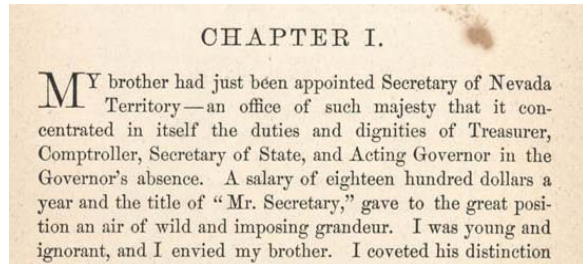 CHAPTER I.
MY brother had just been appointed Secretary of Nevada
Territory—an office of such majesty that it con-
centrated in itself the duties and dignities of Treasurer,
Comptroller, Secretary of State, and Acting Governor in the
Governor's absence. A salary of eighteen hundred dollars a
year and the title of "Mr. Secretary," gave to the great posi-
tion an air of wild and imposing grandeur. I was young and
ignorant, and I envied my brother. I coveted his distinction